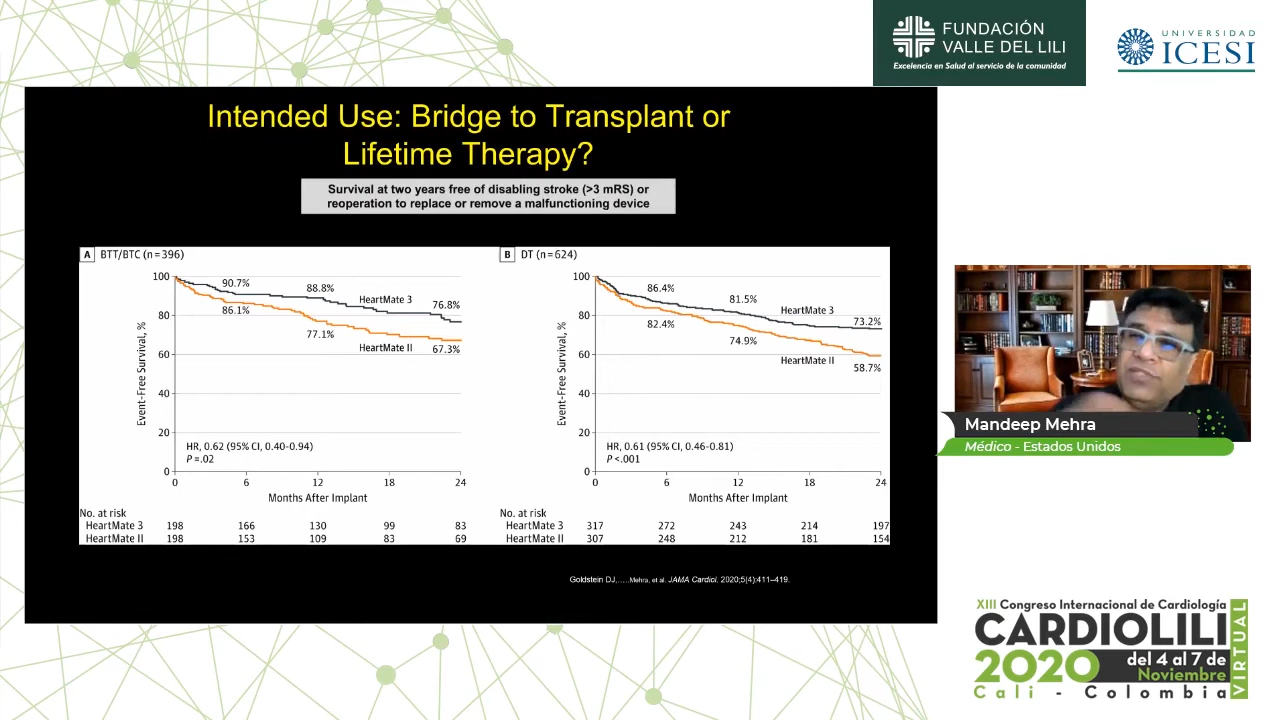 FUNDACIÓN
VALLE DEL LILI
Excelencia en Salud al servicio de la comunidad
UNIVERSIDAD
ICESI
Intended Use: Bridge to Transplant or
Lifetime Therapy?
Survival at two years free of disabling stroke (>3 mRS) or
reoperation to replace or remove a malfunctioning device
A BTT/BTC (n=396)
Event-Free Survival, %
100
80
60
40
20
0
90.7%
88.8%
76.8%
HeartMate 3
86.1%
77.1%
67.3%
HeartMate II
HR, 0.62 (95% CI, 0.40-0.94)
P=.02
0 6 12 18 24
Months After Implant
No. at risk
HeartMate 3 198 166 130 99 83
HeartMate II 198 153 109 83 69
B DT (n=624)
Event-Free Survival, %
100
80
60
40
20
0
86.4%
81.5%
HeartMate 3
73.2%
82.4%
74.9%
HeartMate II
58.7%
HR, 0.61 (95% CI, 0.46-0.81)
P<.001
0 6 12 18 24
Months After Implant
No. at risk
HeartMate 3 317 272 243 214 197
HeartMate II 307 248 212 181 154
Goldstein DJ,.....Mehra, et al. JAMA Cardiol. 2020;5(4):411–419.
Mandeep Mehra
Médico - Estados Unidos
XIII Congreso Internacional de Cardiología
CARDIOLILI
2020 del 4 al 7 de
Noviembre
Cali - Colombia
VIRTUAL